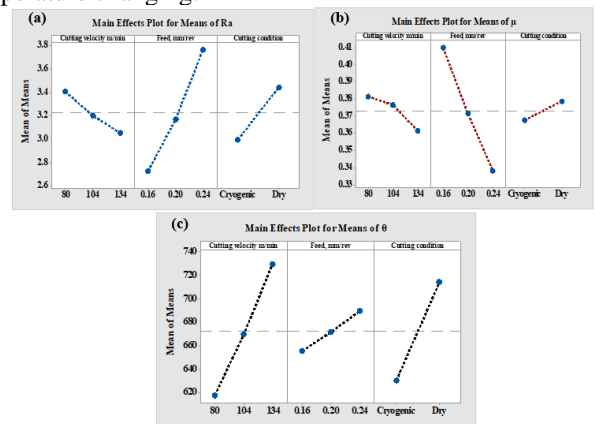 perature changing.
(a)
Main Effects Plot for Means of Ra
Cutting velocity m/min Feed, mm/rev Cutting condition
Mean of Means
3.8
3.6
3.4
3.2
3.0
2.8
2.6
80 104 134 0.16 0.20 0.24 Cryogenic Dry
(b)
Main Effects Plot for Means of μ
Cutting velocity m/min Feed, mm/rev Cutting condition
Mean of Means
0.41
0.40
0.39
0.38
0.37
0.36
0.35
0.34
0.33
80 104 134 0.16 0.20 0.24 Cryogenic Dry
(c)
Main Effects Plot for Means of θ
Cutting velocity m/min Feed, mm/rev Cutting condition
Mean of Means
740
720
700
680
660
640
620
80 104 134 0.16 0.20 0.24 Cryogenic Dry